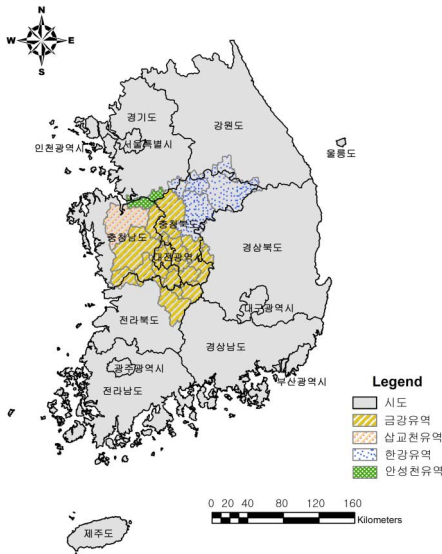 N
W E
S
경기도
강원도
인천광역시
서울특별시
울릉도
충청북도
충청남도
대전광역시
경상북도
대구광역시
전라북도
경상남도
광주광역시
부산광역시
전라남도
제주도
Legend
시도
금강유역
삽교천유역
한강유역
안성천유역
0 20 40 80 120 160
Kilometers